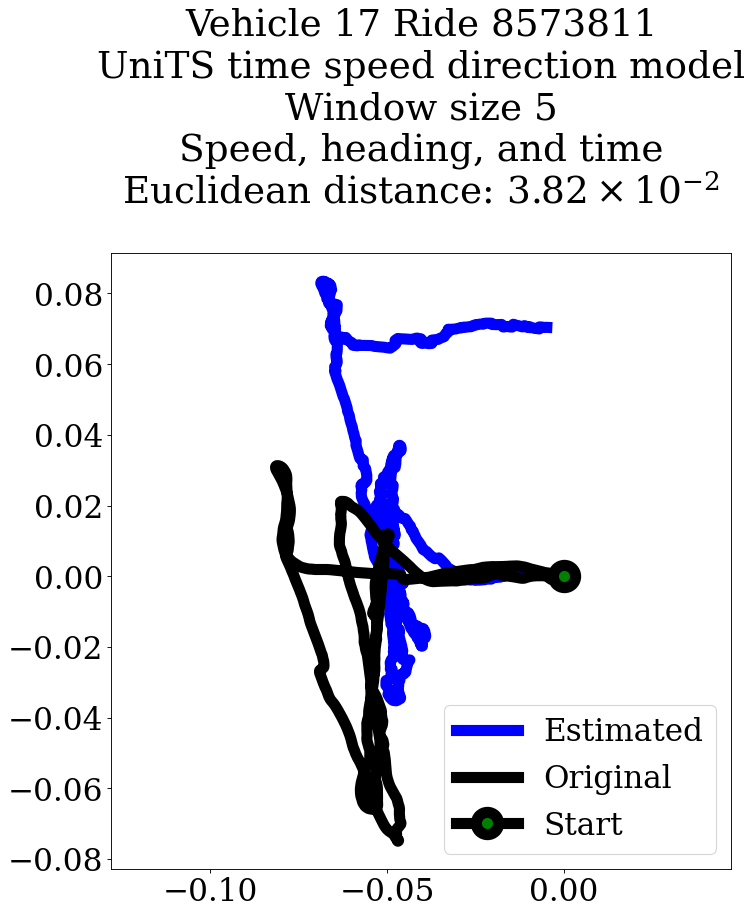 Vehicle 17 Ride 8573811
UniTS time speed direction model
Window size 5
Speed, heading, and time
Euclidean distance: 3.82 × 10⁻²
0.08
0.06
0.04
0.02
0.00
−0.02
−0.04
−0.06
−0.08
Estimated
Original
Start
−0.10
−0.05
0.00